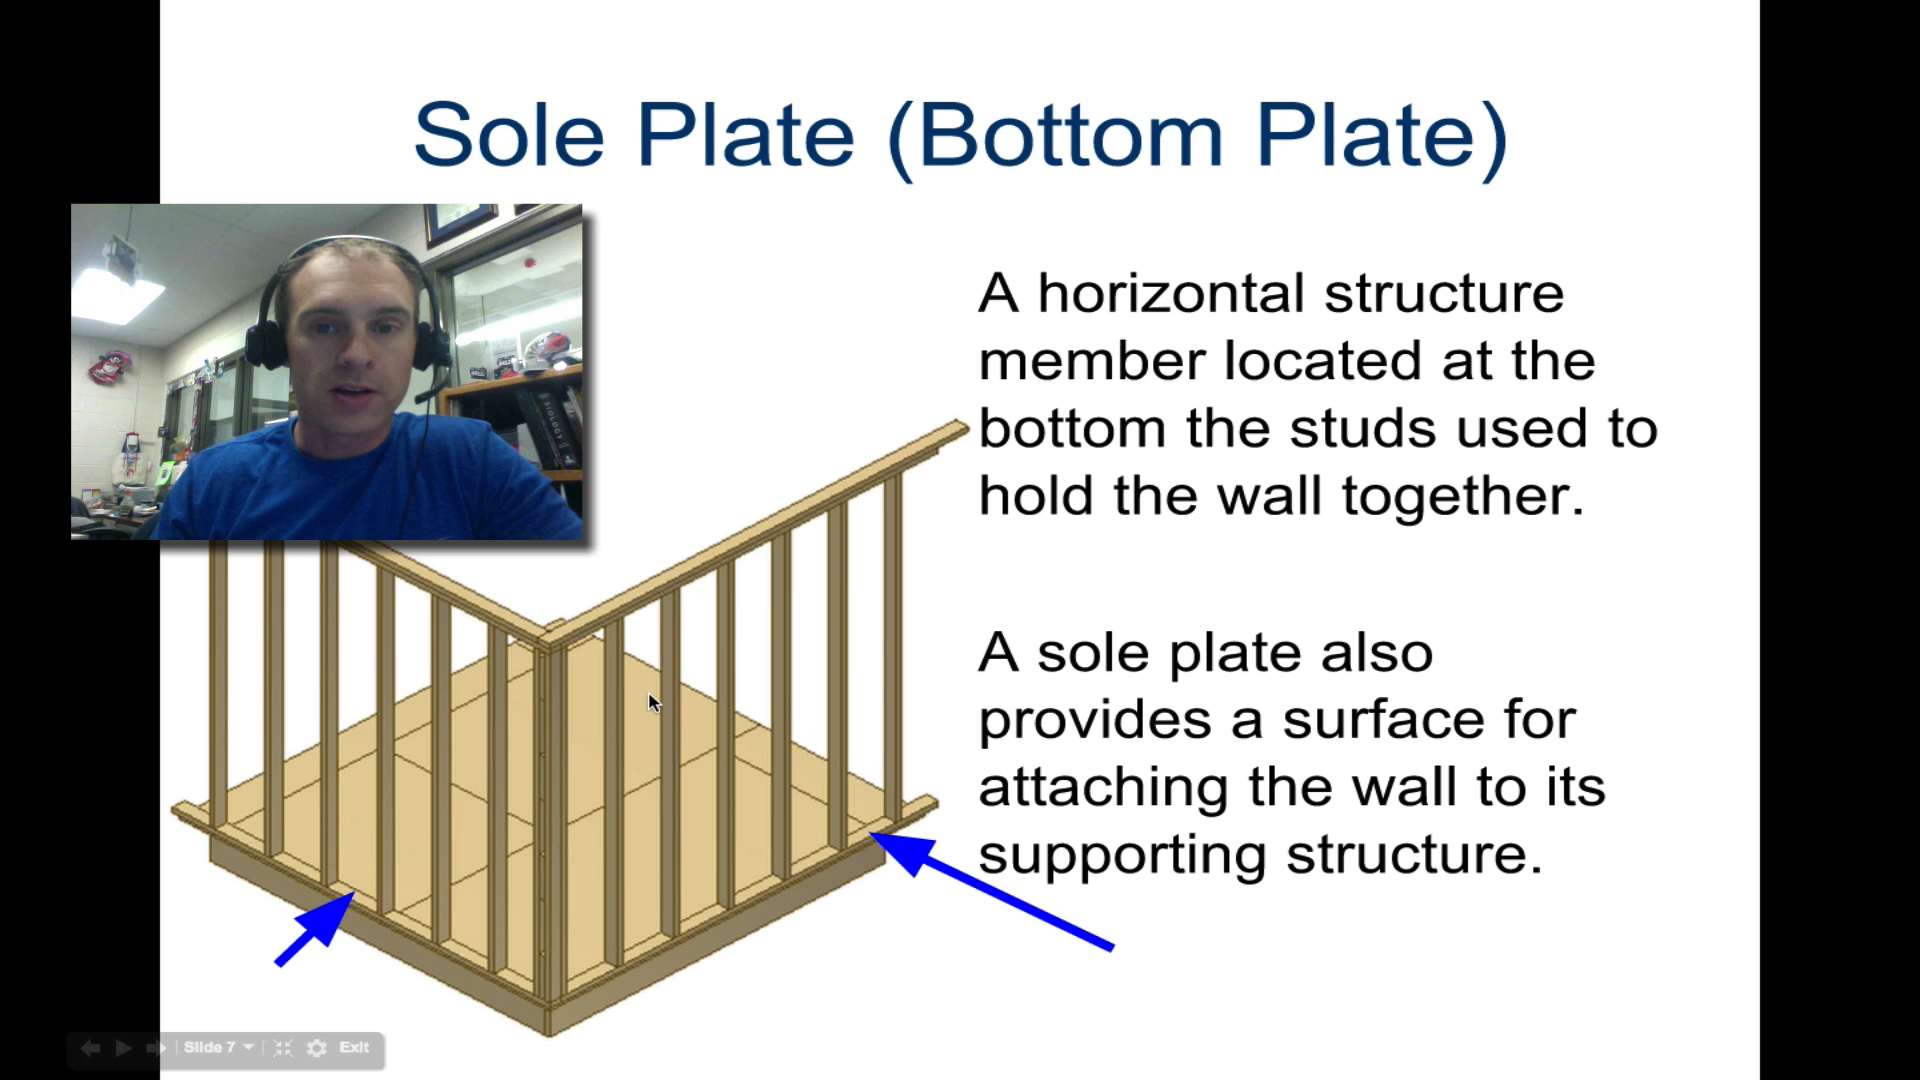 Sole Plate (Bottom Plate)
A horizontal structure
member located at the
bottom the studs used to
hold the wall together.
A sole plate also
provides a surface for
attaching the wall to its
supporting structure.
BIOLOGY
Slide 7
Exit